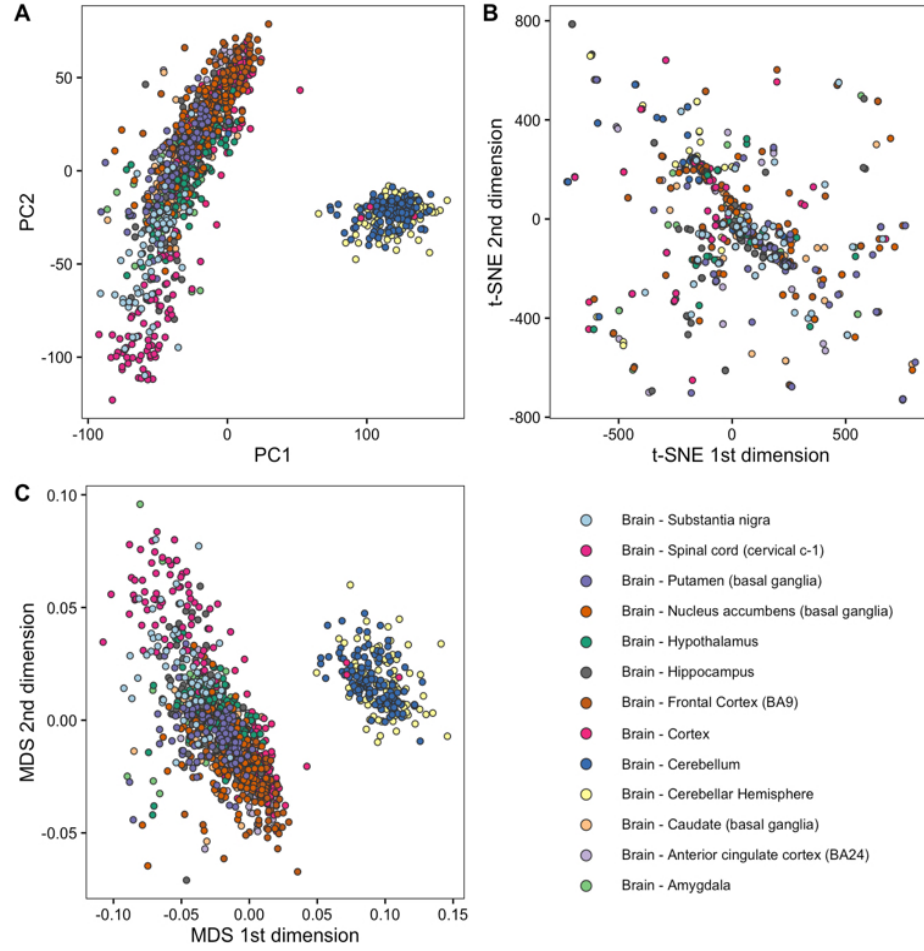 A
50
0
-50
-100
PC2
-100
0
100
PC1
B
800
400
0
-400
-800
t-SNE 2nd dimension
-500
0
500
t-SNE 1st dimension
C
0.10
0.05
0.00
-0.05
MDS 2nd dimension
-0.10
-0.05
0.00
0.05
0.10
0.15
MDS 1st dimension
Brain - Substantia nigra
Brain - Spinal cord (cervical c-1)
Brain - Putamen (basal ganglia)
Brain - Nucleus accumbens (basal ganglia)
Brain - Hypothalamus
Brain - Hippocampus
Brain - Frontal Cortex (BA9)
Brain - Cortex
Brain - Cerebellum
Brain - Cerebellar Hemisphere
Brain - Caudate (basal ganglia)
Brain - Anterior cingulate cortex (BA24)
Brain - Amygdala